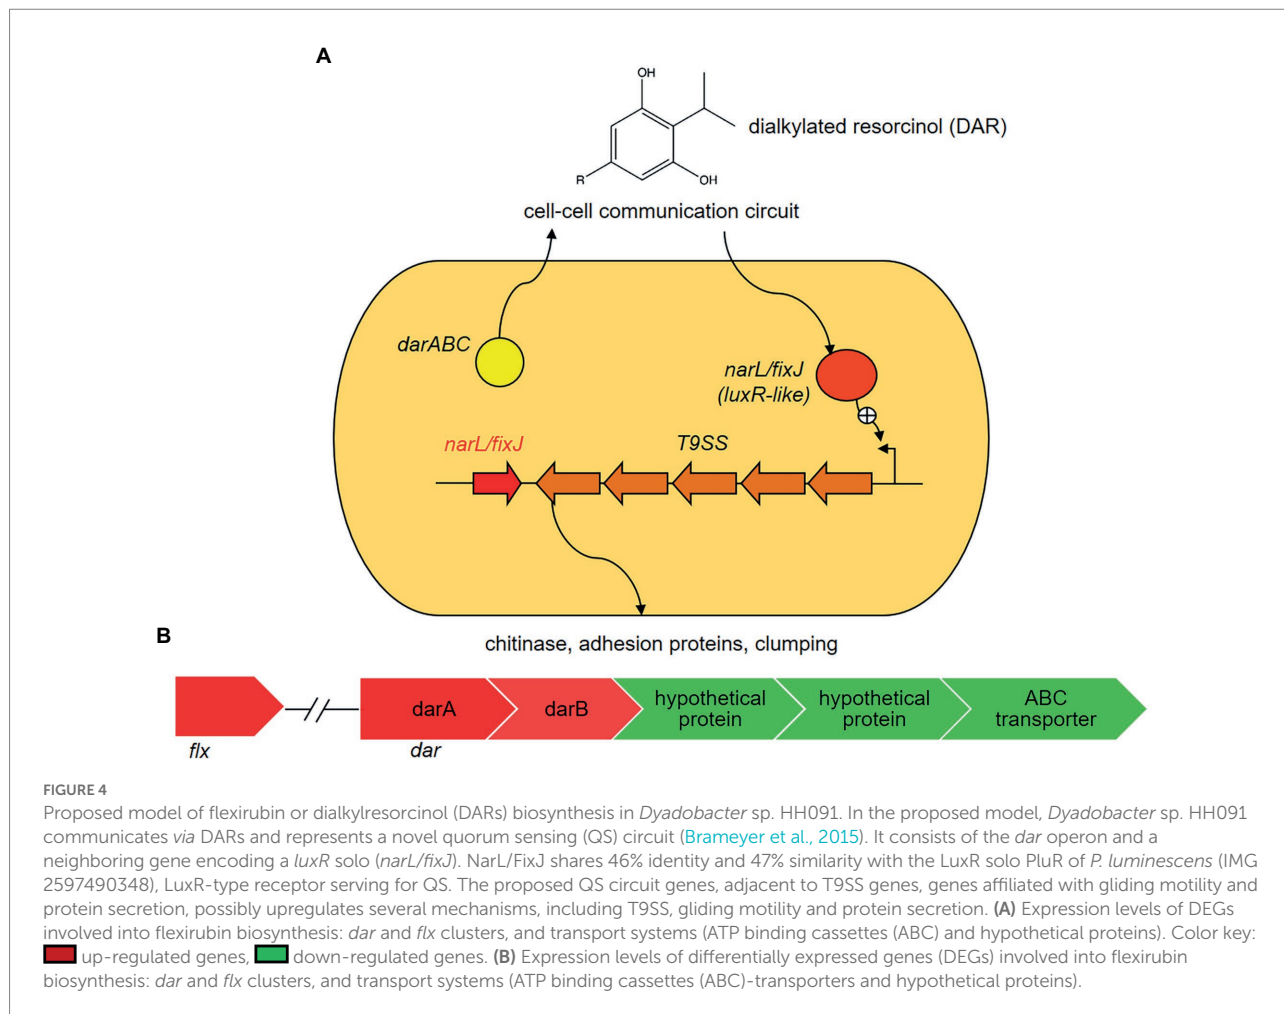 A
OH
dialkylated resorcinol (DAR)
R
OH
cell-cell communication circuit
darABC
narL/fixJ
(luxR-like)
narL/fixJ
T9SS
chitinase, adhesion proteins, clumping
B
darA
darB
hypothetical
protein
hypothetical
protein
ABC
transporter
flx
dar
FIGURE 4
Proposed model of flexirubin or dialkylresorcinol (DARs) biosynthesis in Dyadobacter sp. HH091. In the proposed model, Dyadobacter sp. HH091
communicates via DARs and represents a novel quorum sensing (QS) circuit (Brameyer et al., 2015). It consists of the dar operon and a
neighboring gene encoding a luxR solo (narL/fixJ). NarL/FixJ shares 46% identity and 47% similarity with the LuxR solo PluR of P. luminescens (IMG
2597490348), LuxR-type receptor serving for QS. The proposed QS circuit genes, adjacent to T9SS genes, genes affiliated with gliding motility and
protein secretion, possibly upregulates several mechanisms, including T9SS, gliding motility and protein secretion. (A) Expression levels of DEGs
involved into flexirubin biosynthesis: dar and flx clusters, and transport systems (ATP binding cassettes (ABC) and hypothetical proteins). Color key:
up-regulated genes, down-regulated genes. (B) Expression levels of differentially expressed genes (DEGs) involved into flexirubin
biosynthesis: dar and flx clusters, and transport systems (ATP binding cassettes (ABC)-transporters and hypothetical proteins).